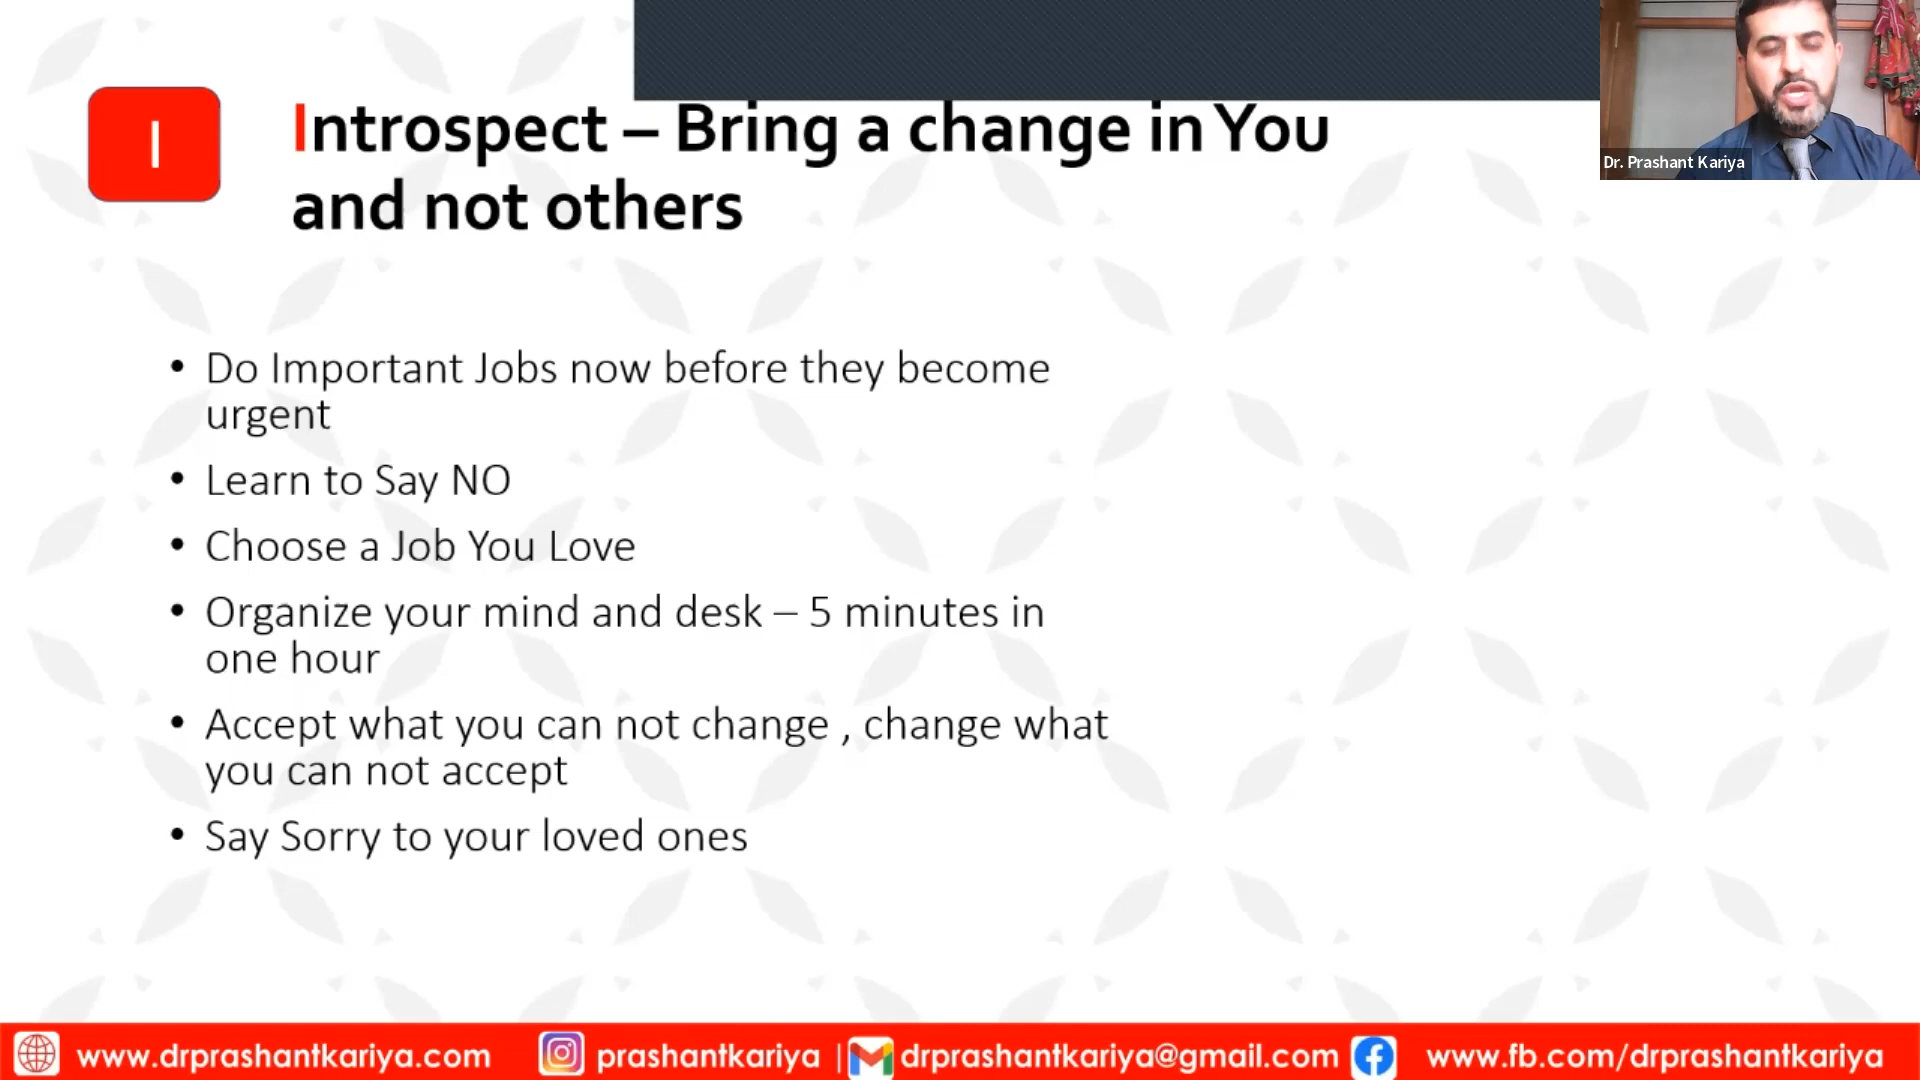 I
Introspect – Bring a change in You
and not others
Dr. Prashant Kariya
• Do Important Jobs now before they become
urgent
• Learn to Say NO
• Choose a Job You Love
• Organize your mind and desk – 5 minutes in
one hour
• Accept what you can not change , change what
you can not accept
• Say Sorry to your loved ones
www.drprashantkariya.com prashantkariya | drprashantkariya@gmail.com www.fb.com/drprashantkariya